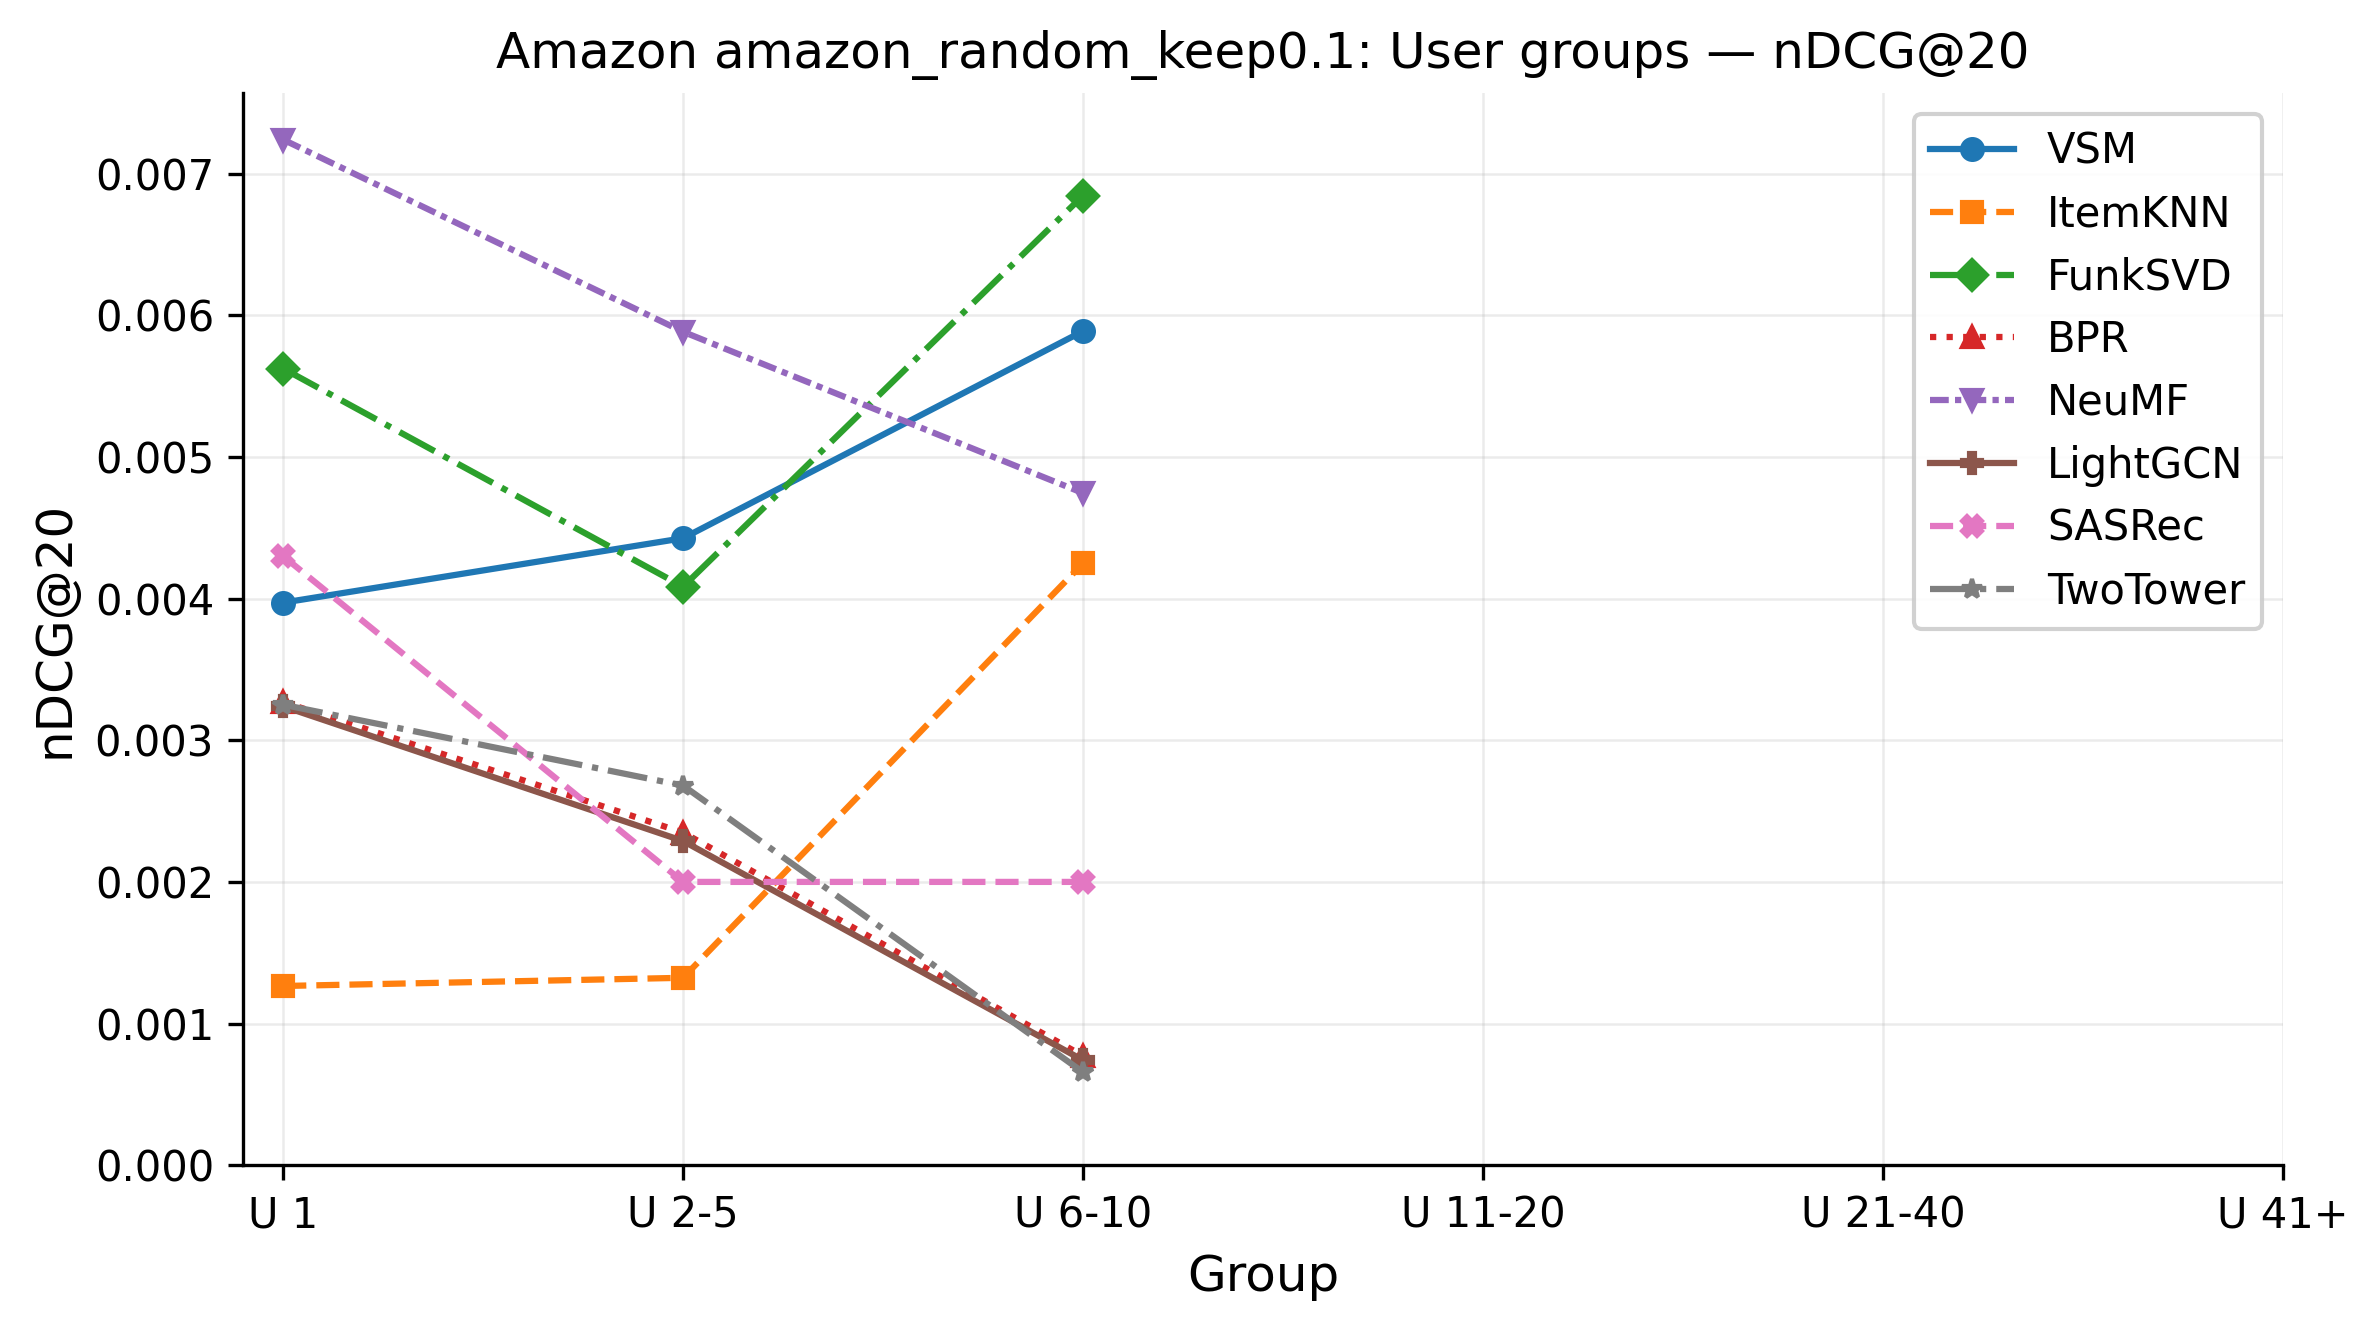 Amazon amazon_random_keep0.1: User groups — nDCG@20
nDCG@20
0.007
0.006
0.005
0.004
0.003
0.002
0.001
0.000
VSM
ItemKNN
FunkSVD
BPR
NeuMF
LightGCN
SASRec
TwoTower
U 1
U 2-5
U 6-10
U 11-20
U 21-40
U 41+
Group